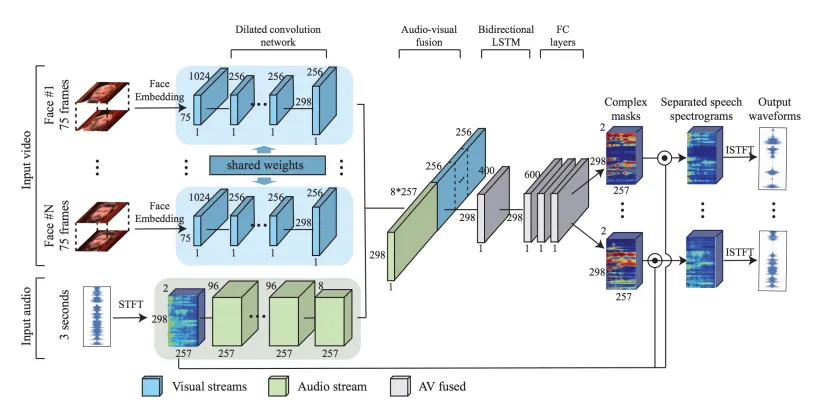 Dilated convolution
network
Audio-visual
fusion
Bidirectional
LSTM
FC
layers
Input video
Face #1
75 frames
Face
Embedding
1024
75
1
256
1
256
1
298
256
1
shared weights
Face #N
75 frames
Face
Embedding
1024
75
1
256
1
256
1
298
256
1
8*257
256
256
298
1
400
298
1
600
298
1
1
1
Complex
masks
2
298
257
2
298
257
Separated speech
spectrograms
ISTFT
ISTFT
Output
waveforms
Input audio
3 seconds
STFT
2
298
257
96
257
96
257
8
257
Visual streams
Audio stream
AV fused